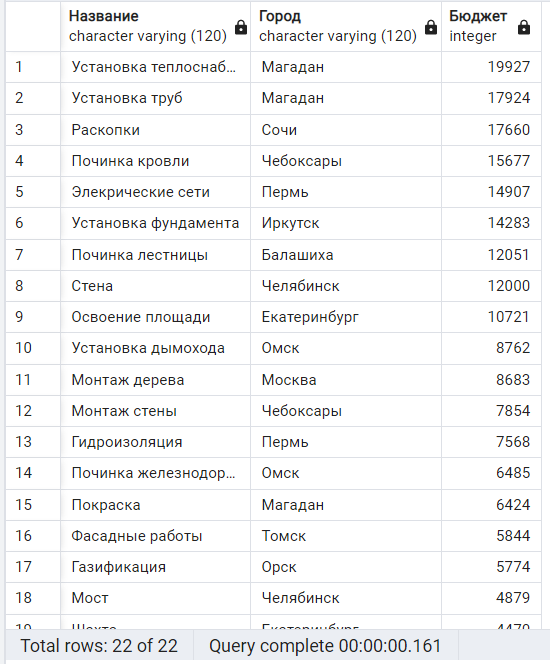 Название Город Бюджет
character varying (120) character varying (120) integer
1 Установка теплоснаб… Магадан 19927
2 Установка труб Магадан 17924
3 Раскопки Сочи 17660
4 Починка кровли Чебоксары 15677
5 Элекрические сети Пермь 14907
6 Установка фундамента Иркутск 14283
7 Починка лестницы Балашиха 12051
8 Стена Челябинск 12000
9 Освоение площади Екатеринбург 10721
10 Установка дымохода Омск 8762
11 Монтаж дерева Москва 8683
12 Монтаж стены Чебоксары 7854
13 Гидроизоляция Пермь 7568
14 Починка железнодор… Омск 6485
15 Покраска Магадан 6424
16 Фасадные работы Томск 5844
17 Газификация Орск 5774
18 Мост Челябинск 4879
19 Шахта Екатеринбург 4470
Total rows: 22 of 22 Query complete 00:00:00.161